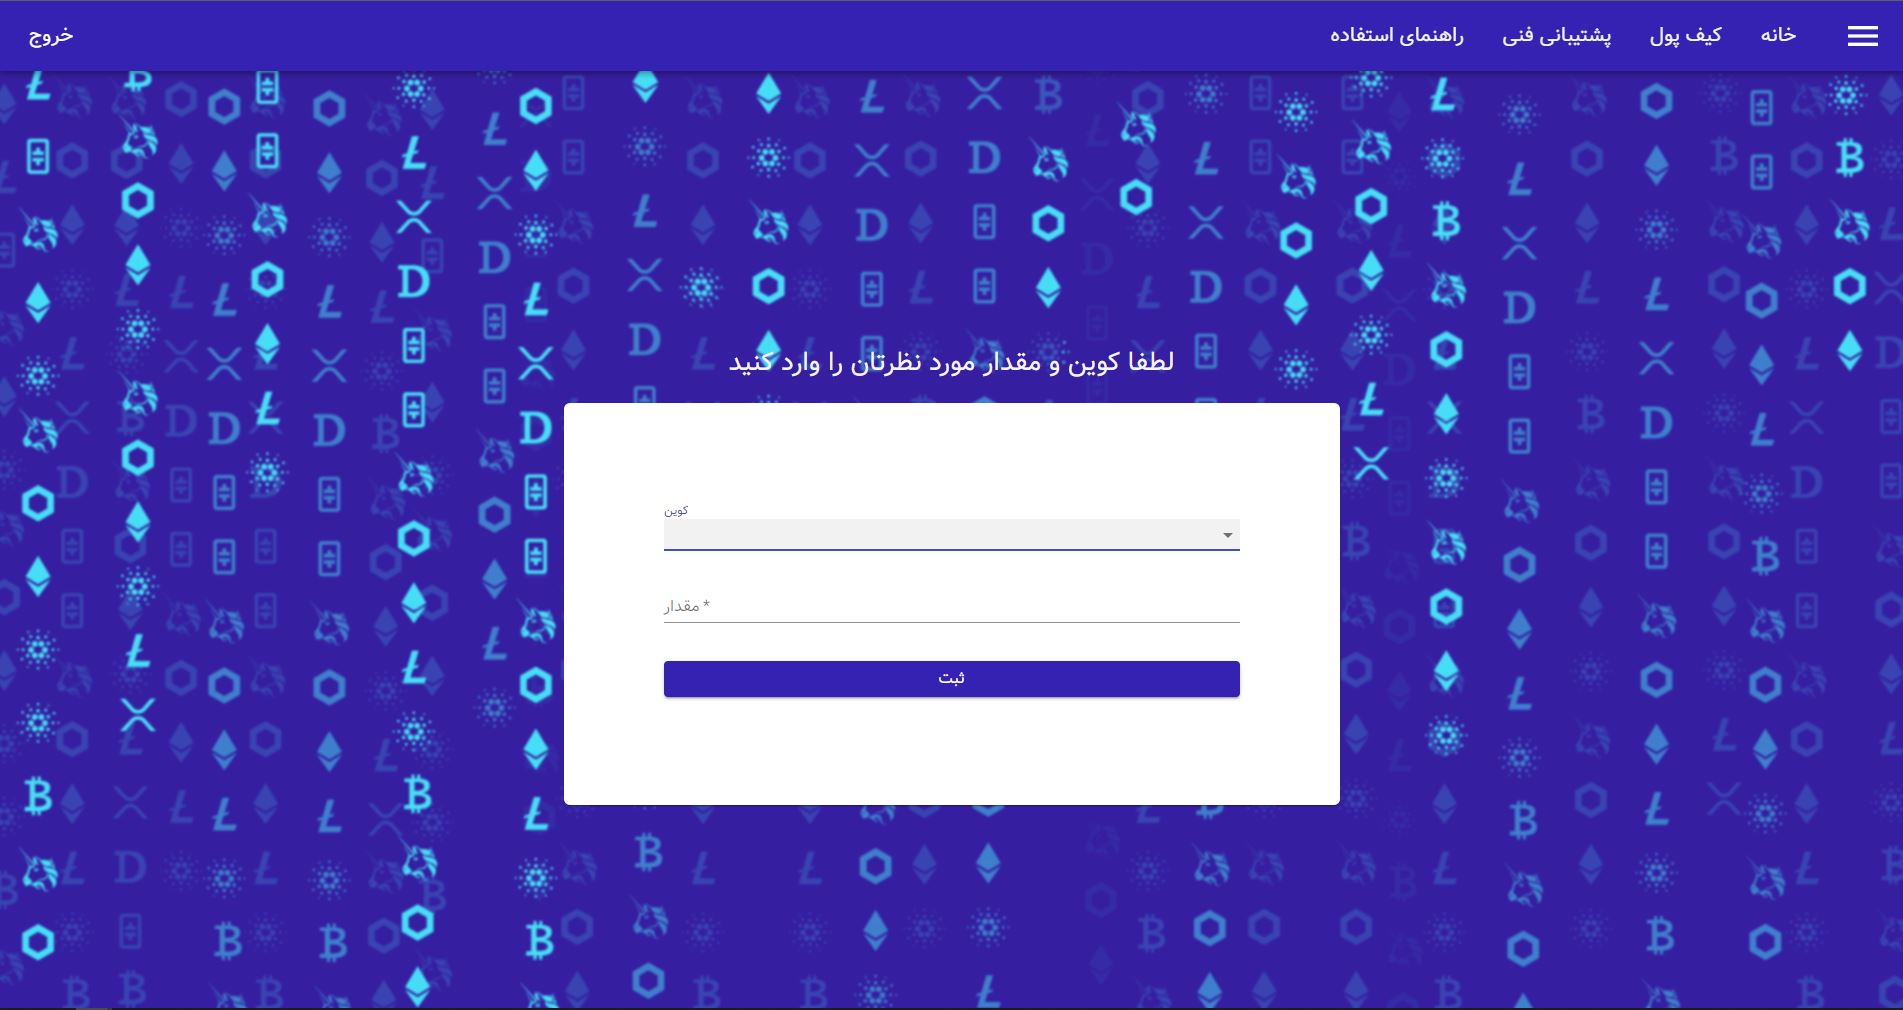 خانه
کیف پول
پشتیبانی فنی
راهنمای استفاده
خروج
لطفا کوین و مقدار مورد نظرتان را وارد کنید
کوین
مقدار *
ثبت